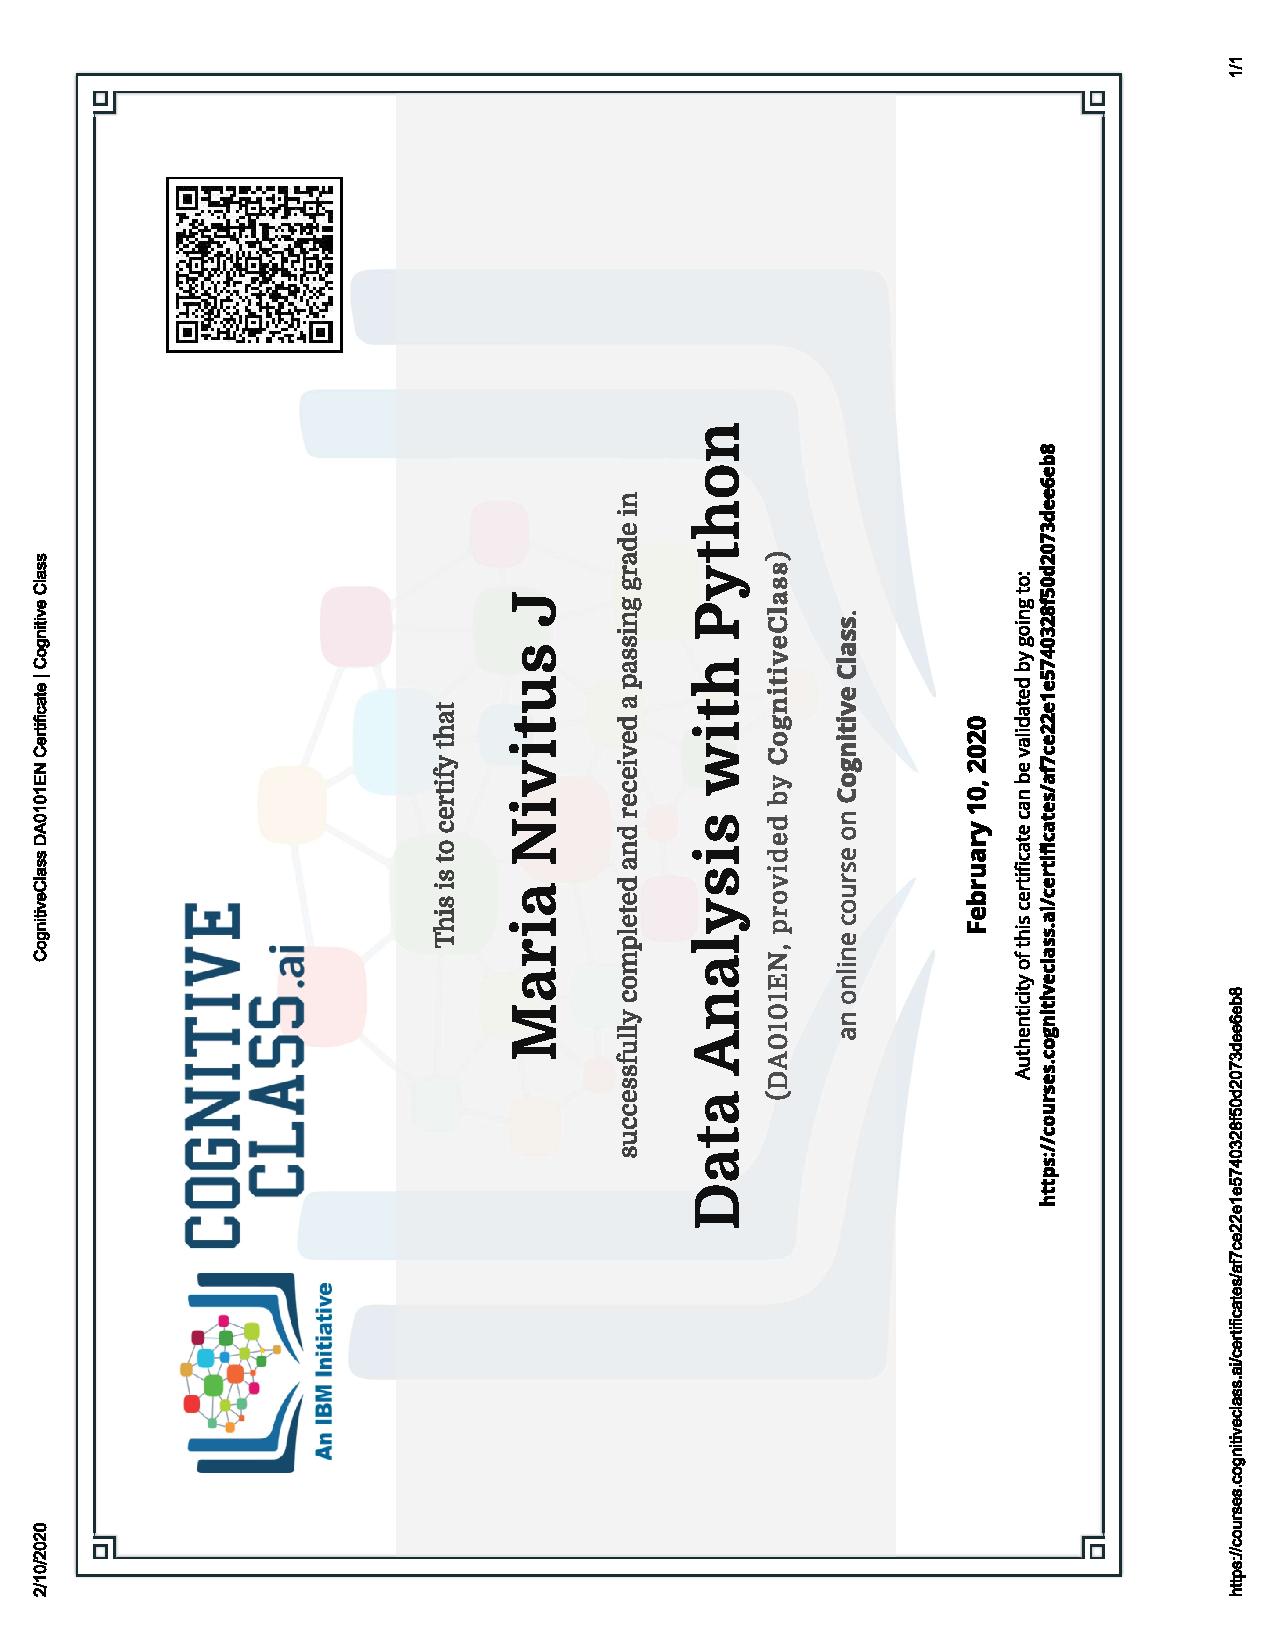 2/10/2020 CognitiveClass DA0101EN Certificate | Cognitive Class
COGNITIVE
CLASS.ai
An IBM Initiative
This is to certify that
Maria Nivitus J
successfully completed and received a passing grade in
Data Analysis with Python
(DA0101EN, provided by CognitiveClass)
an online course on Cognitive Class.
February 10, 2020
Authenticity of this certificate can be validated by going to:
https://courses.cognitiveclass.ai/certificates/af7ce22e1e5740328f50d2073dee6eb8
https://courses.cognitiveclass.ai/certificates/af7ce22e1e5740328f50d2073dee6eb8 1/1